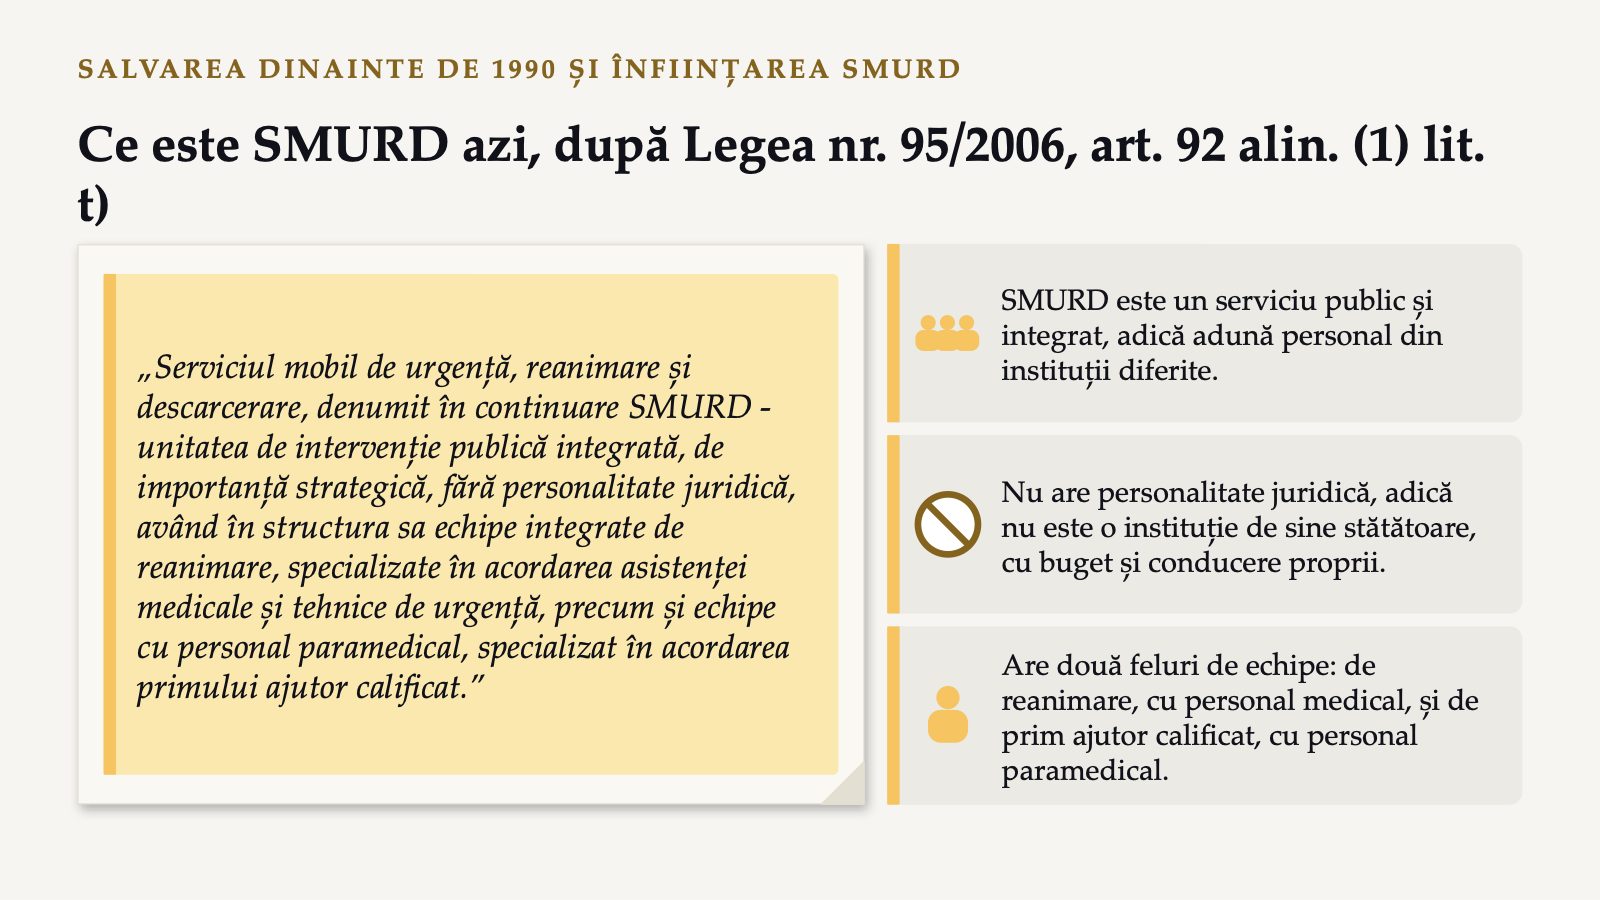 SALVAREA DINAINTE DE 1990 ȘI ÎNFIINȚAREA SMURD
Ce este SMURD azi, după Legea nr. 95/2006, art. 92 alin. (1) lit.
t)
„Serviciul mobil de urgență, reanimare și
descarcerare, denumit în continuare SMURD -
unitatea de intervenție publică integrată, de
importanță strategică, fără personalitate juridică,
având în structura sa echipe integrate de
reanimare, specializate în acordarea asistenței
medicale și tehnice de urgență, precum și echipe
cu personal paramedical, specializat în acordarea
primului ajutor calificat.”
SMURD este un serviciu public și
integrat, adică adună personal din
instituții diferite.
Nu are personalitate juridică, adică
nu este o instituție de sine stătătoare,
cu buget și conducere proprii.
Are două feluri de echipe: de
reanimare, cu personal medical, și de
prim ajutor calificat, cu personal
paramedical.